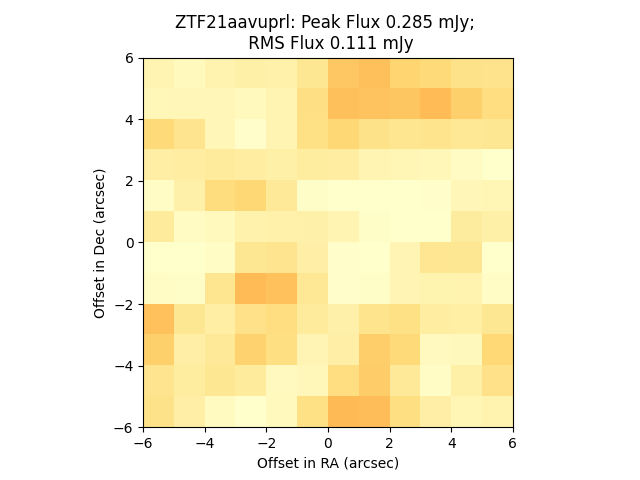 ZTF21aavuprl: Peak Flux 0.285 mJy;
RMS Flux 0.111 mJy
6
4
2
0
−2
−4
−6
Offset in Dec (arcsec)
−6 −4 −2 0 2 4 6
Offset in RA (arcsec)